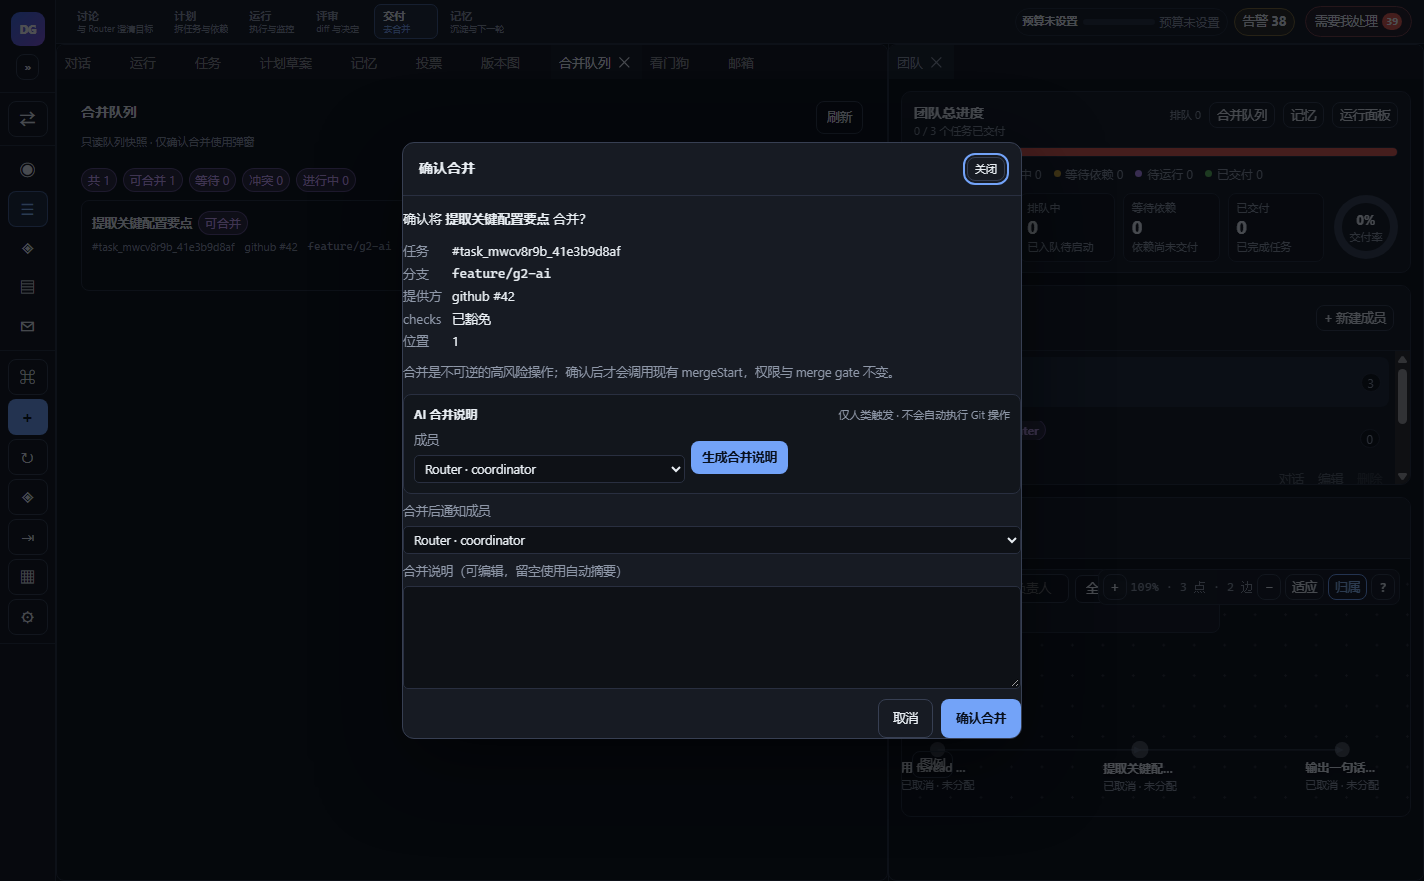 DG
»
讨论
与 Router 澄清目标
计划
拆任务与依赖
运行
执行与监控
评审
diff 与决定
交付
去合并
记忆
沉淀与下一轮
预算未设置
预算未设置
告警 38
需要我处理 39
对话
运行
任务
计划草案
记忆
投票
版本图
合并队列
看门狗
邮箱
团队
合并队列
只读队列快照 · 仅确认合并使用弹窗
刷新
共 1
可合并 1
等待 0
冲突 0
进行中 0
提取关键配置要点 可合并
#task_mwcv8r9b_41e3b9d8af github #42 feature/g2-ai
确认合并
关闭
确认将 提取关键配置要点 合并？
任务 #task_mwcv8r9b_41e3b9d8af
分支 feature/g2-ai
提供方 github #42
checks 已豁免
位置 1
合并是不可逆的高风险操作；确认后才会调用现有 mergeStart，权限与 merge gate 不变。
AI 合并说明
仅人类触发 · 不会自动执行 Git 操作
成员
Router · coordinator
生成合并说明
合并后通知成员
Router · coordinator
合并说明（可编辑，留空使用自动摘要）
取消
确认合并
团队总进度
0 / 3 个任务已交付
排队 0
合并队列
记忆
运行面板
中 0
等待依赖 0
待运行 0
已交付 0
排队中
0
已入队待启动
等待依赖
0
依赖尚未交付
已交付
0
已完成任务
0%
交付率
+ 新建成员
3
0
对话
编辑
删除
负责人
全
+
109% · 3 点 · 2 边
−
适应
归属
?
图例
已取消 · 未分配
提取关键配...
已取消 · 未分配
输出一句话...
已取消 · 未分配